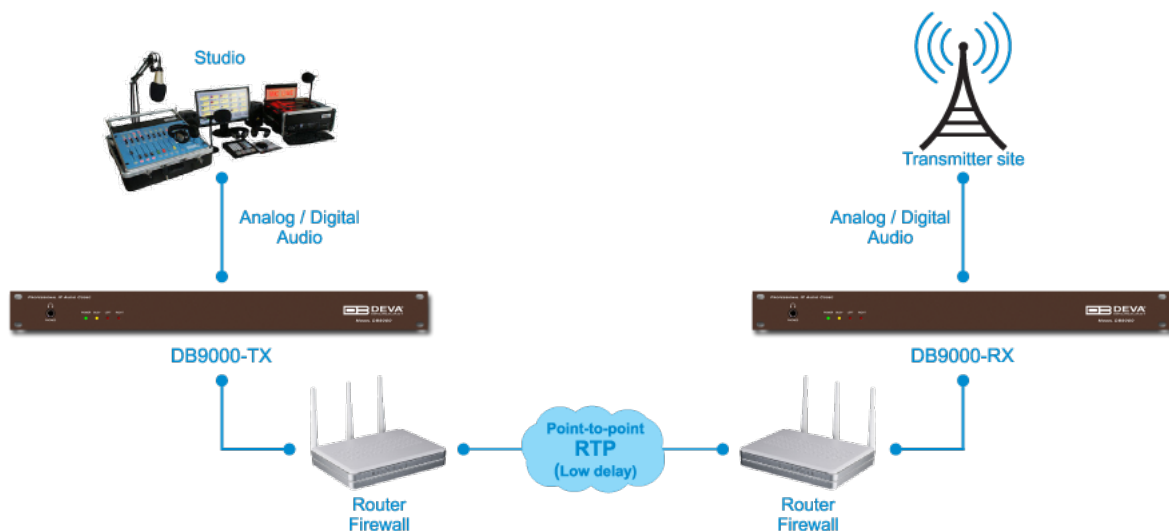 Studio
Transmitter site
Analog / Digital
Audio
Analog / Digital
Audio
DEVA
DEVA
DB9000-TX
DB9000-RX
Point-to-point
RTP
(Low delay)
Router
Firewall
Router
Firewall